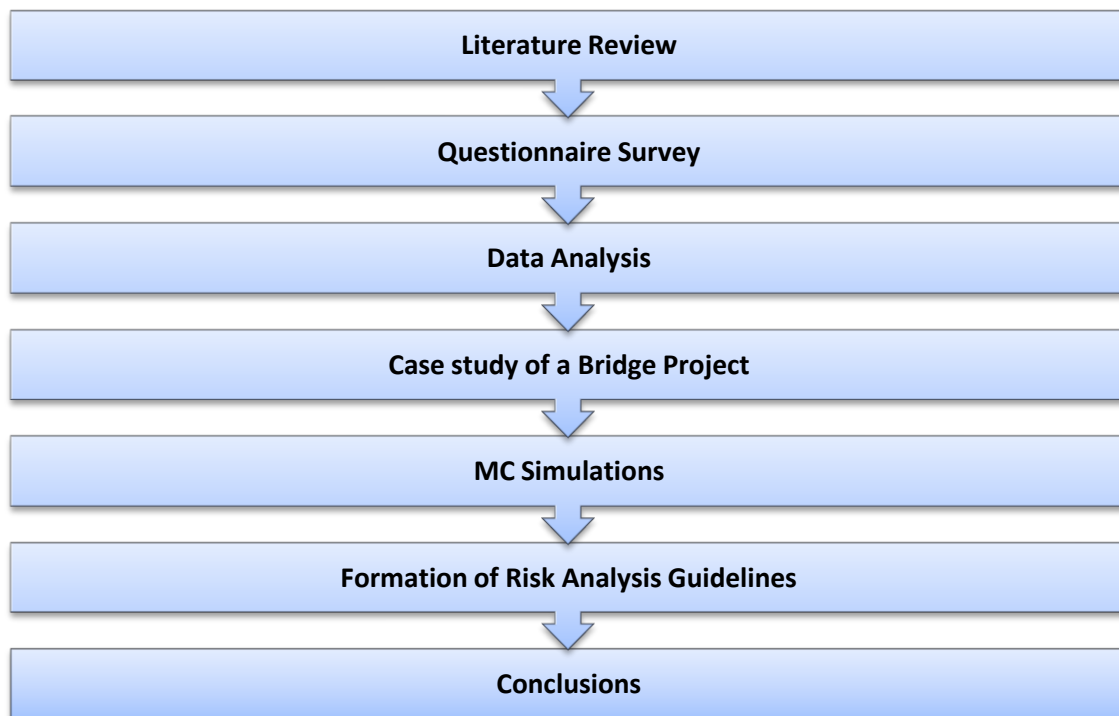 Literature Review
Questionnaire Survey
Data Analysis
Case study of a Bridge Project
MC Simulations
Formation of Risk Analysis Guidelines
Conclusions